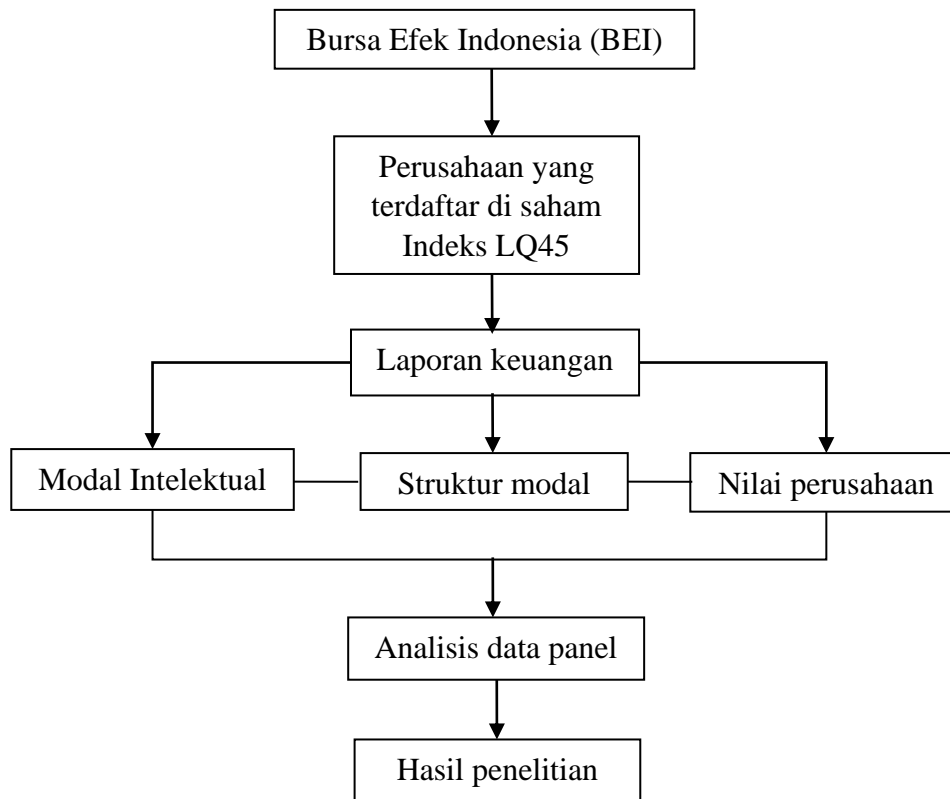 Bursa Efek Indonesia (BEI)
Perusahaan yang
terdaftar di saham
Indeks LQ45
Laporan keuangan
Modal Intelektual
Struktur modal
Nilai perusahaan
Analisis data panel
Hasil penelitian